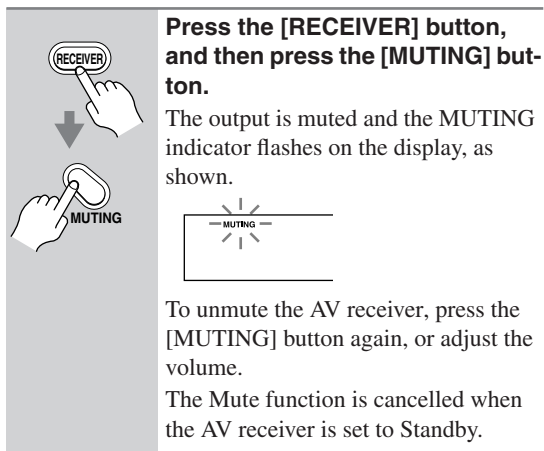 RECEIVER
MUTING
Press the [RECEIVER] button,
and then press the [MUTING] but-
ton.
The output is muted and the MUTING
indicator flashes on the display, as
shown.
MUTING
To unmute the AV receiver, press the
[MUTING] button again, or adjust the
volume.
The Mute function is cancelled when
the AV receiver is set to Standby.